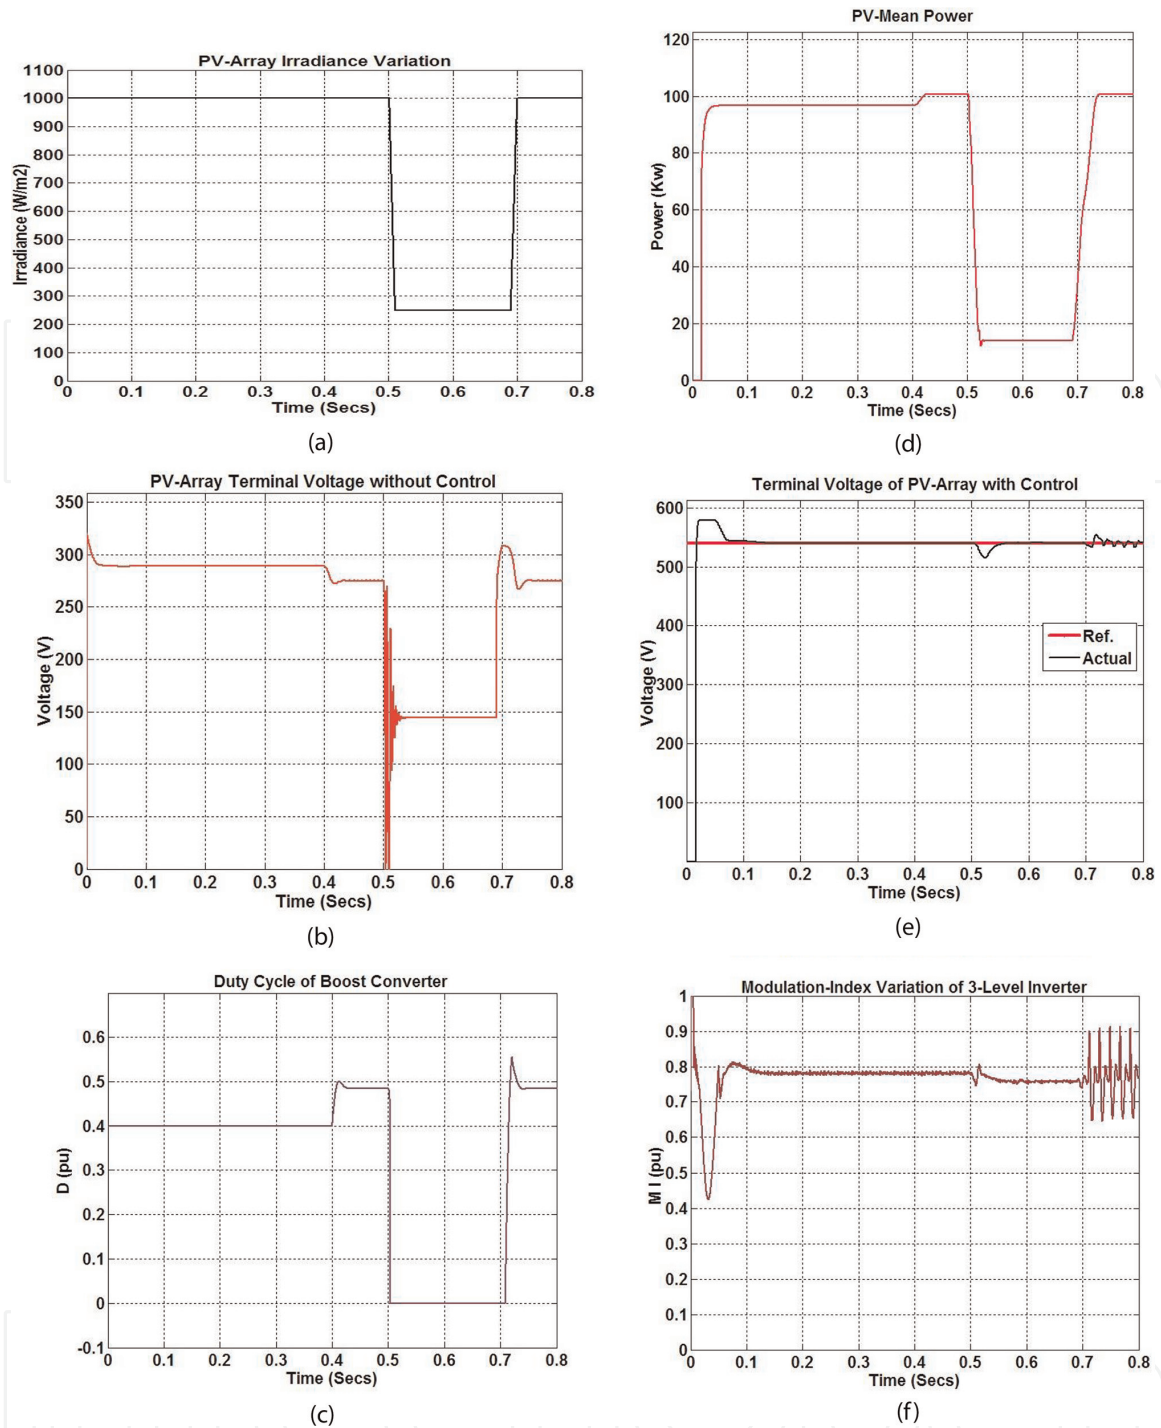 PV-Array Irradiance Variation
1100
1000
900
800
700
600
500
400
300
200
100
0
Irradiance (W/m2)
0 0.1 0.2 0.3 0.4 0.5 0.6 0.7 0.8
Time (Secs)
(a)
PV-Mean Power
120
100
80
60
40
20
0
Power (Kw)
0 0.1 0.2 0.3 0.4 0.5 0.6 0.7 0.8
Time (Secs)
(d)
PV-Array Terminal Voltage without Control
350
300
250
200
150
100
50
0
Voltage (V)
0 0.1 0.2 0.3 0.4 0.5 0.6 0.7 0.8
Time (Secs)
(b)
Terminal Voltage of PV-Array with Control
600
500
400
300
200
100
Voltage (V)
Ref.
Actual
0 0.1 0.2 0.3 0.4 0.5 0.6 0.7 0.8
Time (Secs)
(e)
Duty Cycle of Boost Converter
0.6
0.5
0.4
0.3
0.2
0.1
0
-0.1
D (pu)
0 0.1 0.2 0.3 0.4 0.5 0.6 0.7 0.8
Time (Secs)
(c)
Modulation-Index Variation of 3-Level Inverter
1
0.9
0.8
0.7
0.6
0.5
0.4
0.3
0.2
0.1
0
M I (pu)
0 0.1 0.2 0.3 0.4 0.5 0.6 0.7 0.8
Time (Secs)
(f)